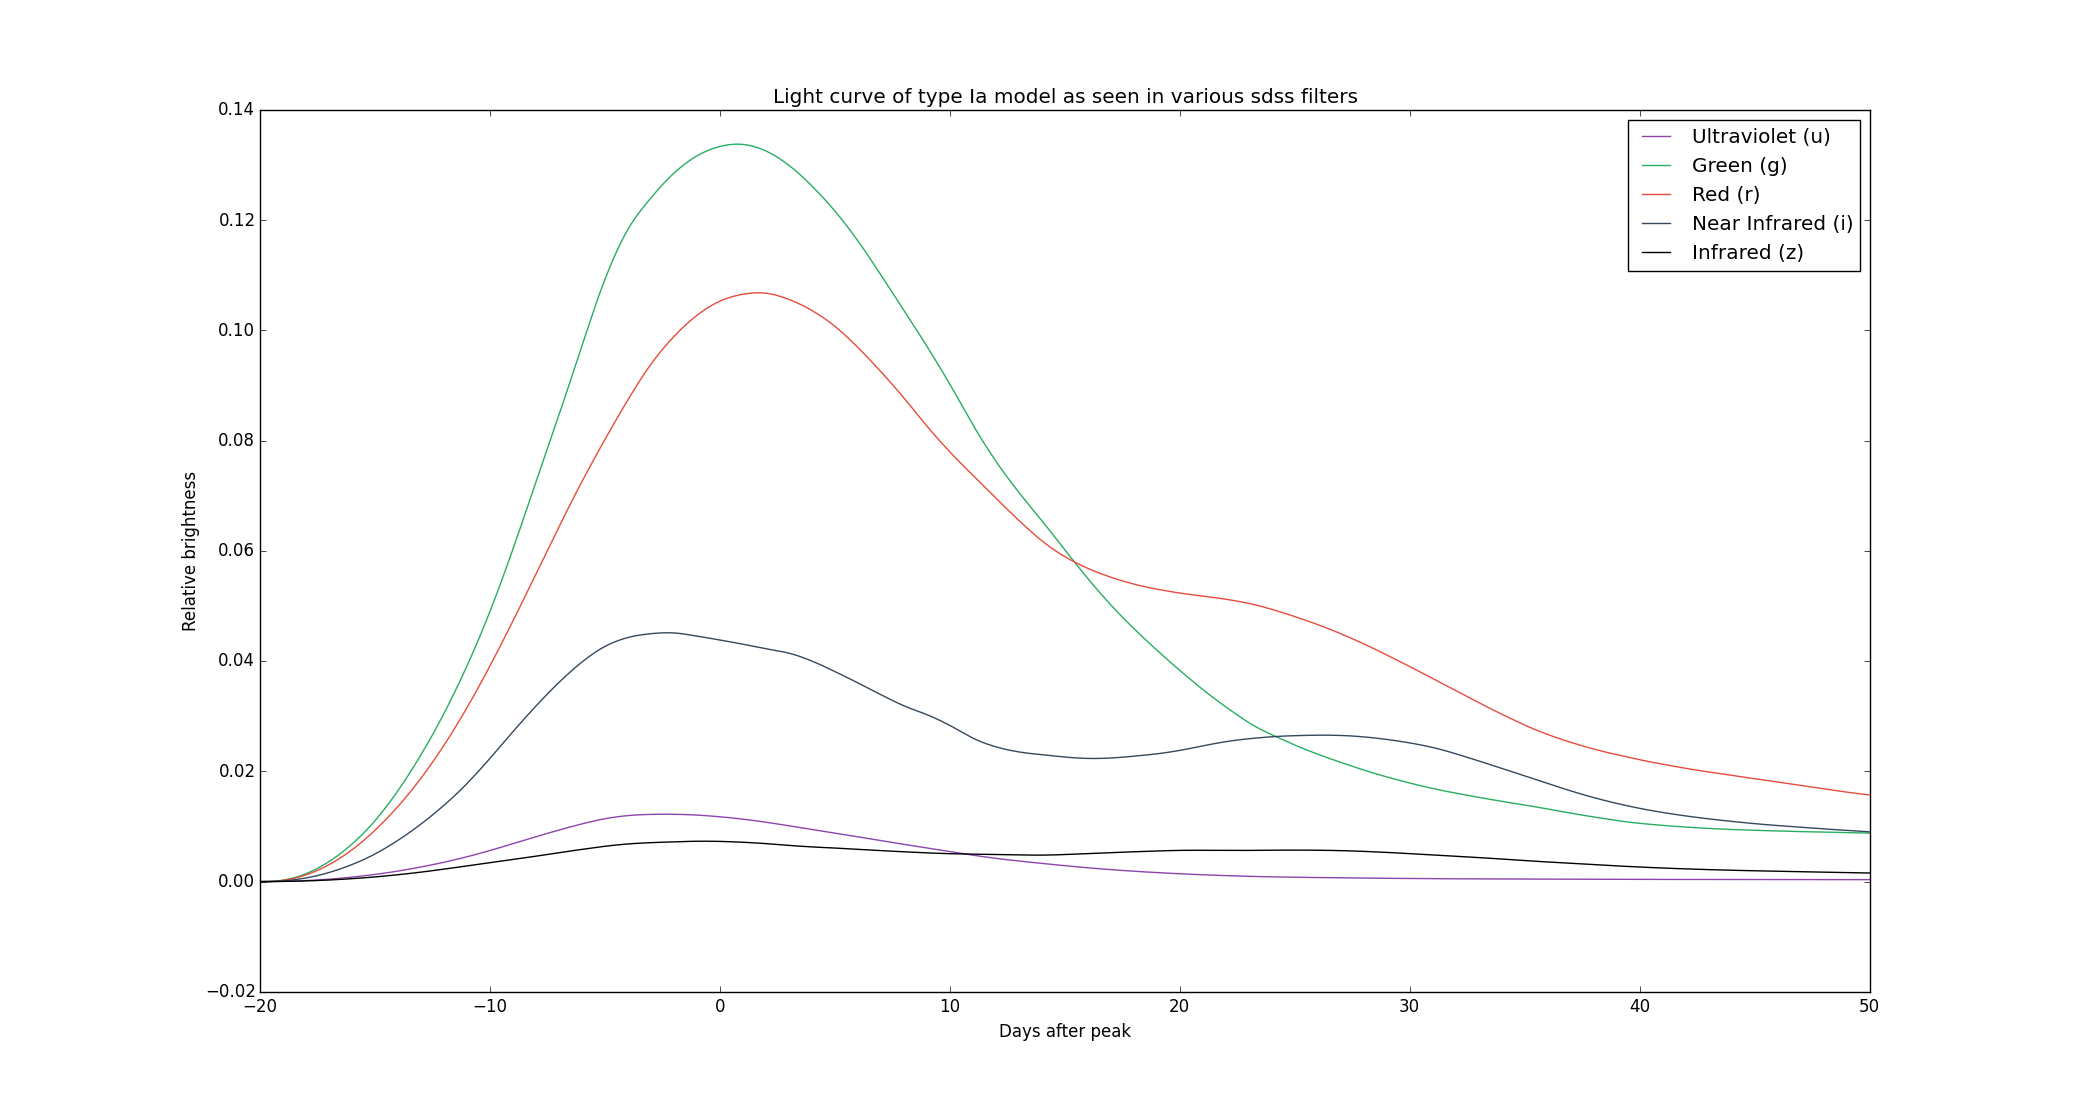 Light curve of type Ia model as seen in various sdss filters
0.14
0.12
0.10
0.08
0.06
0.04
0.02
0.00
−0.02
Relative brightness
Ultraviolet (u)
Green (g)
Red (r)
Near Infrared (i)
Infrared (z)
−20 −10 0 10 20 30 40 50
Days after peak